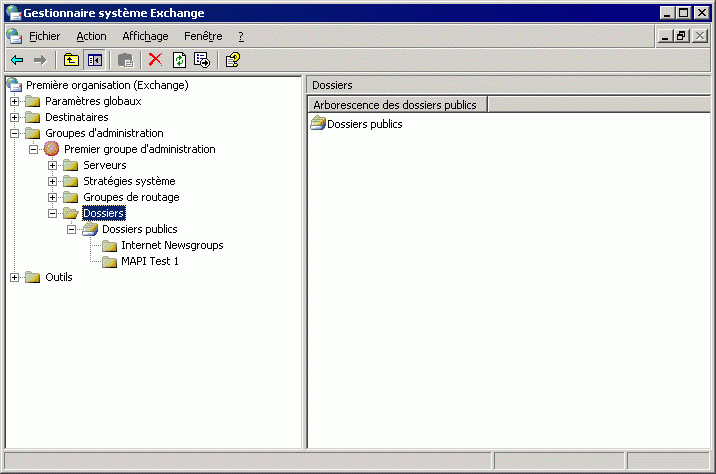 Gestionnaire système Exchange
Fichier Action Affichage Fenêtre ?
Première organisation (Exchange)
Paramètres globaux
Destinataires
Groupes d'administration
Premier groupe d'administration
Serveurs
Stratégies système
Groupes de routage
Dossiers
Dossiers publics
Internet Newsgroups
MAPI Test 1
Outils
Dossiers
Arborescence des dossiers publics
Dossiers publics